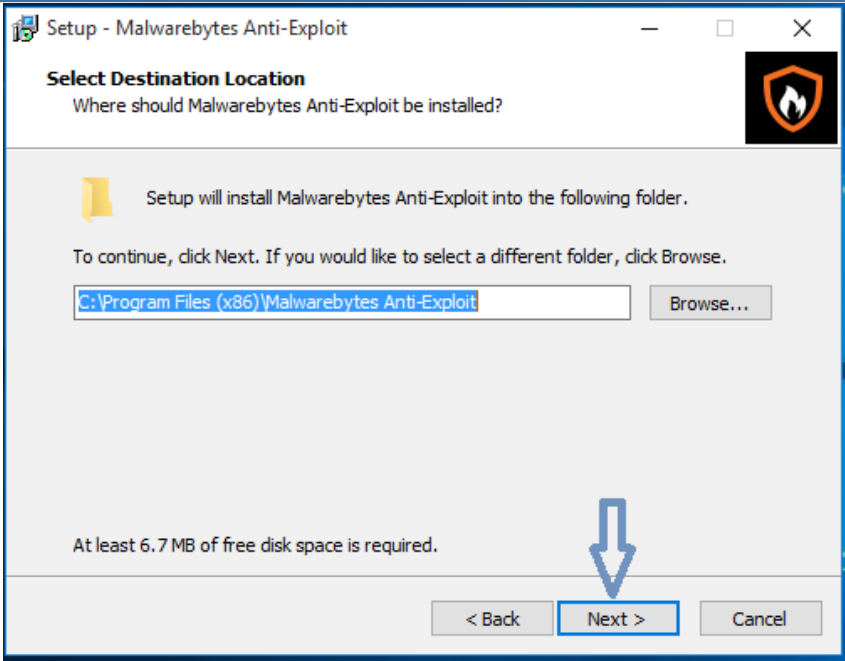 Setup - Malwarebytes Anti-Exploit
Select Destination Location
Where should Malwarebytes Anti-Exploit be installed?
Setup will install Malwarebytes Anti-Exploit into the following folder.
To continue, click Next. If you would like to select a different folder, click Browse.
C:\Program Files (x86)\Malwarebytes Anti-Exploit
Browse...
At least 6.7 MB of free disk space is required.
< Back
Next >
Cancel